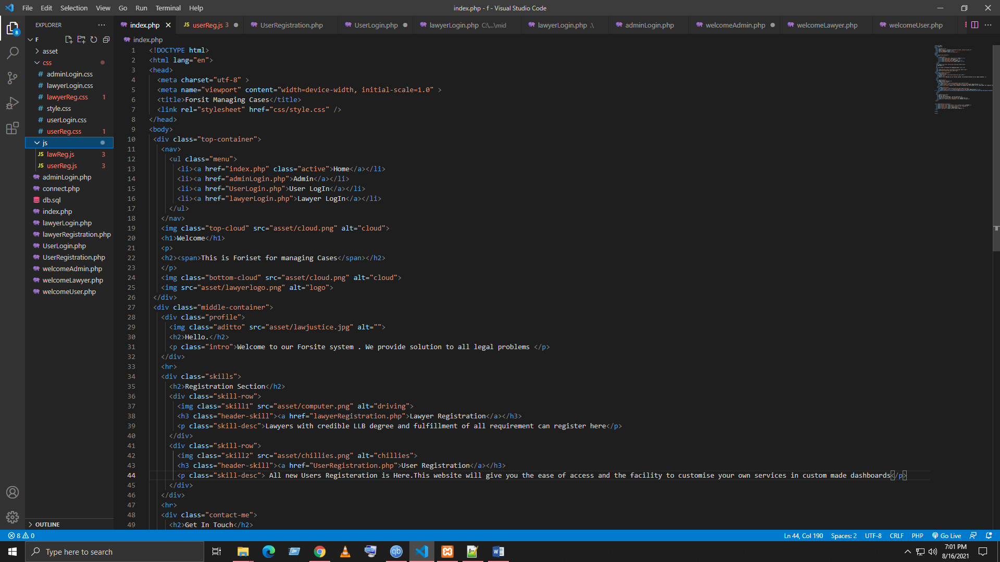 File Edit Selection View Go Run Terminal Help
index.php - f - Visual Studio Code
EXPLORER
index.php
JS userReg.js 3
UserRegistration.php
UserLogin.php
lawyerLogin.php C:\...\mid
lawyerLogin.php .\
adminLogin.php
welcomeAdmin.php
welcomeLawyer.php
welcomeUser.php
F
asset
css
# adminLogin.css
# lawyerLogin.css
# lawyerReg.css 1
# style.css
# userLogin.css
# userReg.css 1
js
JS lawReg.js 3
JS userReg.js 3
adminLogin.php
connect.php
db.sql
index.php
lawyerLogin.php
lawyerRegistration.php
UserLogin.php
UserRegistration.php
welcomeAdmin.php
welcomeLawyer.php
welcomeUser.php
OUTLINE
8
index.php
1 <!DOCTYPE html>
2 <html lang="en">
3 <head>
4 <meta charset="utf-8" >
5 <meta name="viewport" content="width=device-width, initial-scale=1.0" >
6 <title>Forsit Managing Cases</title>
7 <link rel="stylesheet" href="css/style.css" />
8 </head>
9 <body>
10 <div class="top-container">
11 <nav>
12 <ul class="menu">
13 <li><a href="index.php" class="active">Home</a></li>
14 <li><a href="adminLogin.php">Admin</a></li>
15 <li><a href="UserLogin.php">User LogIn</a></li>
16 <li><a href="lawyerLogin.php">Lawyer LogIn</a></li>
17 </ul>
18 </nav>
19 <img class="top-cloud" src="asset/cloud.png" alt="cloud">
20 <h1>Welcome</h1>
21 <p>
22 <h2><span>This is Foriset for managing Cases</span></h2>
23 </p>
24 <img class="bottom-cloud" src="asset/cloud.png" alt="cloud">
25 <img src="asset/lawyerlogo.png" alt="logo">
26 </div>
27 <div class="middle-container">
28 <div class="profile">
29 <img class="aditto" src="asset/lawjustice.jpg" alt="">
30 <h2>Hello.</h2>
31 <p class="intro">Welcome to our Forsite system . We provide solution to all legal problems </p>
32 </div>
33 <hr>
34 <div class="skills">
35 <h2>Registration Section</h2>
36 <div class="skill-row">
37 <img class="skill1" src="asset/computer.png" alt="driving">
38 <h3 class="header-skill"><a href="lawyerRegistration.php">Lawyer Registration</a></h3>
39 <p class="skill-desc">Lawyers with credible LLB degree and fulfillment of all requirement can register here</p>
40 </div>
41 <div class="skill-row">
42 <img class="skill2" src="asset/chillies.png" alt="chillies">
43 <h3 class="header-skill"><a href="UserRegistration.php">User Registration</a></h3>
44 <p class="skill-desc"> All new Users Registeration is Here.This website will give you the ease of access and the facility to customise your own services in custom made dashboards</p>
45 </div>
46 </div>
47 <hr>
48 <div class="contact-me">
49 <h2>Get In Touch</h2>
8 0
Ln 44, Col 190 Spaces: 2 UTF-8 CRLF PHP Go Live
Type here to search
qb
7:01 PM
8/16/2021